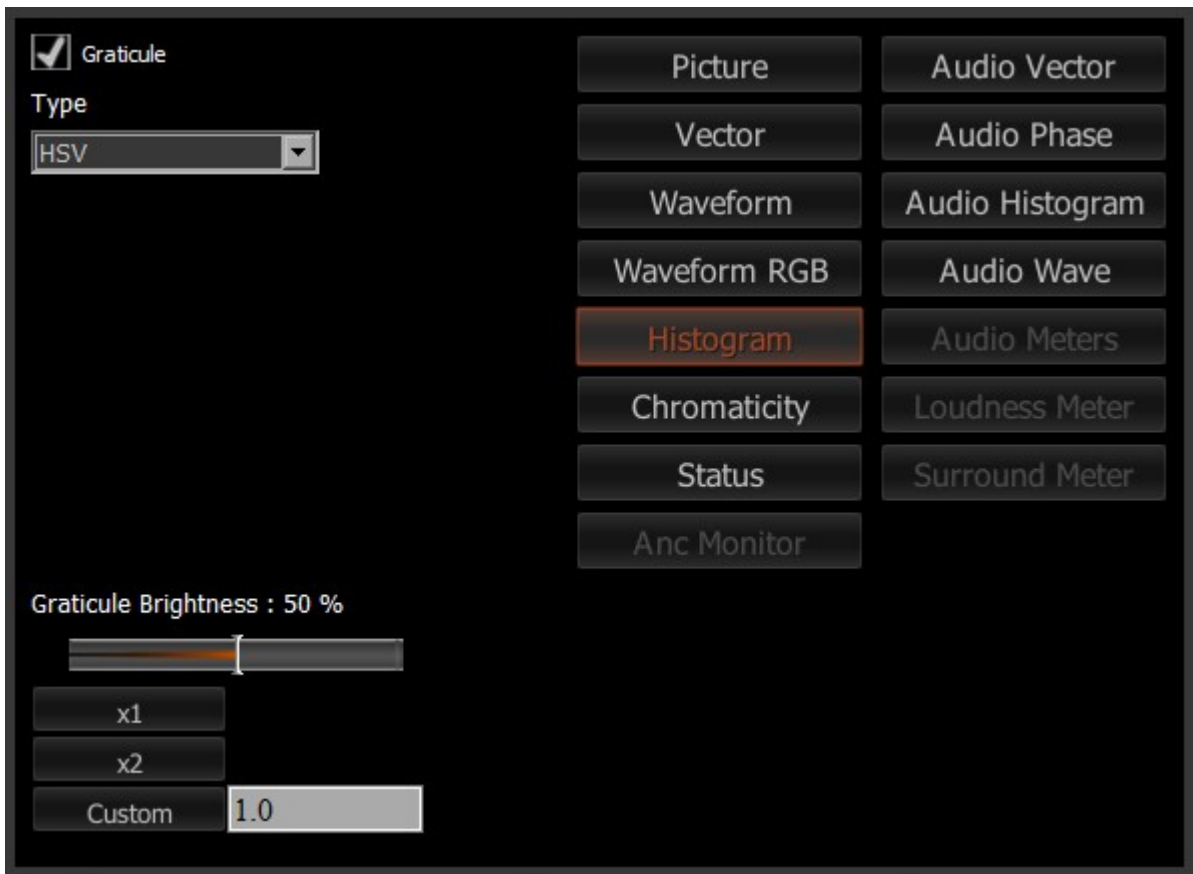 Graticule
Type
HSV
Graticule Brightness : 50 %
x1
x2
Custom
1.0
Picture
Vector
Waveform
Waveform RGB
Histogram
Chromaticity
Status
Anc Monitor
Audio Vector
Audio Phase
Audio Histogram
Audio Wave
Audio Meters
Loudness Meter
Surround Meter